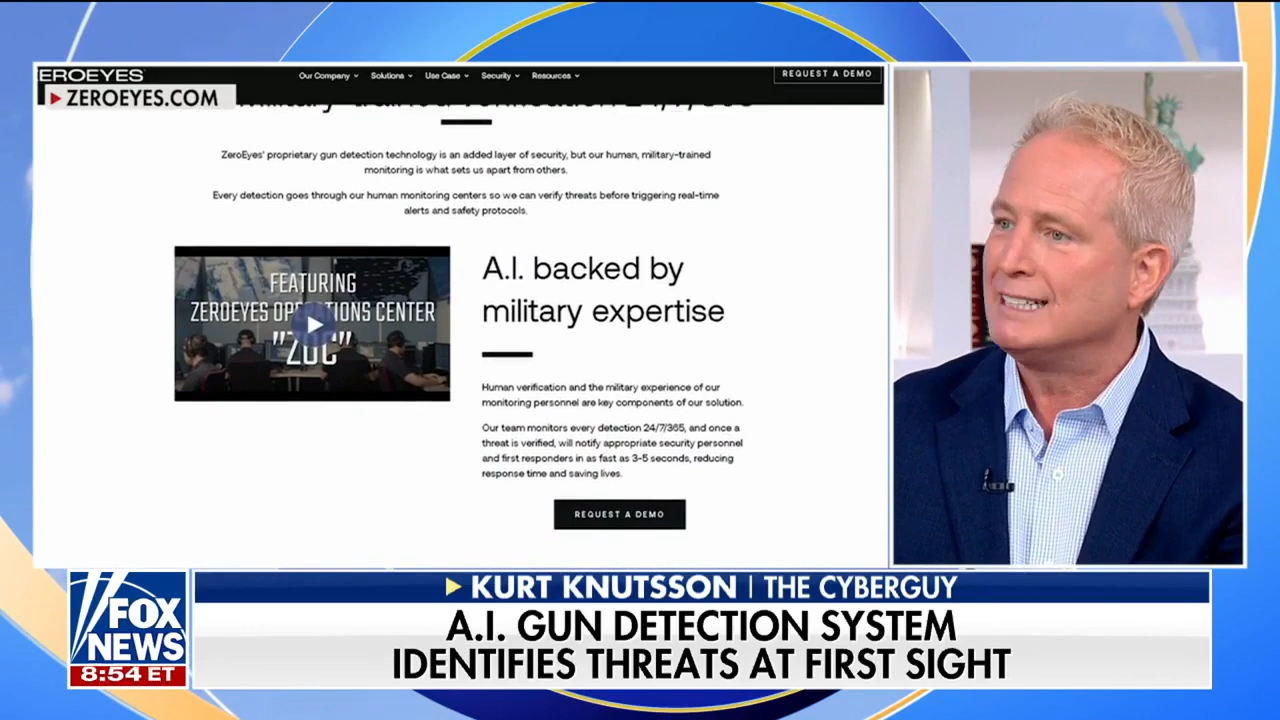 EROEYES
Our Company Solutions Use Case Security Resources
REQUEST A DEMO
ZEROEYES.COM
ZeroEyes' proprietary gun detection technology is an added layer of security, but our human, military-trained
monitoring is what sets us apart from others.
Every detection goes through our human monitoring centers so we can verify threats before triggering real-time
alerts and safety protocols.
FEATURING
ZEROEYES OPERATIONS CENTER
"ZOC"
A.I. backed by
military expertise
Human verification and the military experience of our
monitoring personnel are key components of our solution.
Our team monitors every detection 24/7/365, and once a
threat is verified, will notify appropriate security personnel
and first responders in as fast as 3-5 seconds, reducing
response time and saving lives.
REQUEST A DEMO
KURT KNUTSSON | THE CYBERGUY
A.I. GUN DETECTION SYSTEM
IDENTIFIES THREATS AT FIRST SIGHT
FOX
NEWS
8:54 ET